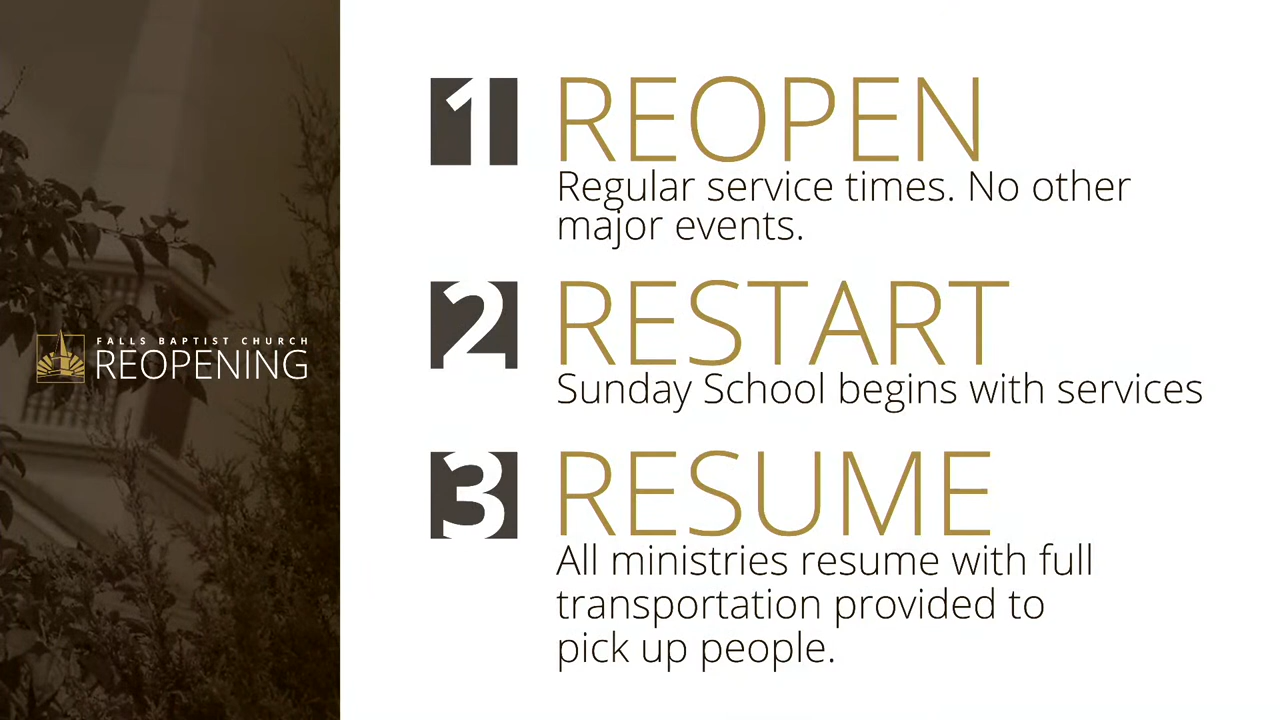 FALLS BAPTIST CHURCH
REOPENING
1 REOPEN
Regular service times. No other
major events.
2 RESTART
Sunday School begins with services
3 RESUME
All ministries resume with full
transportation provided to
pick up people.